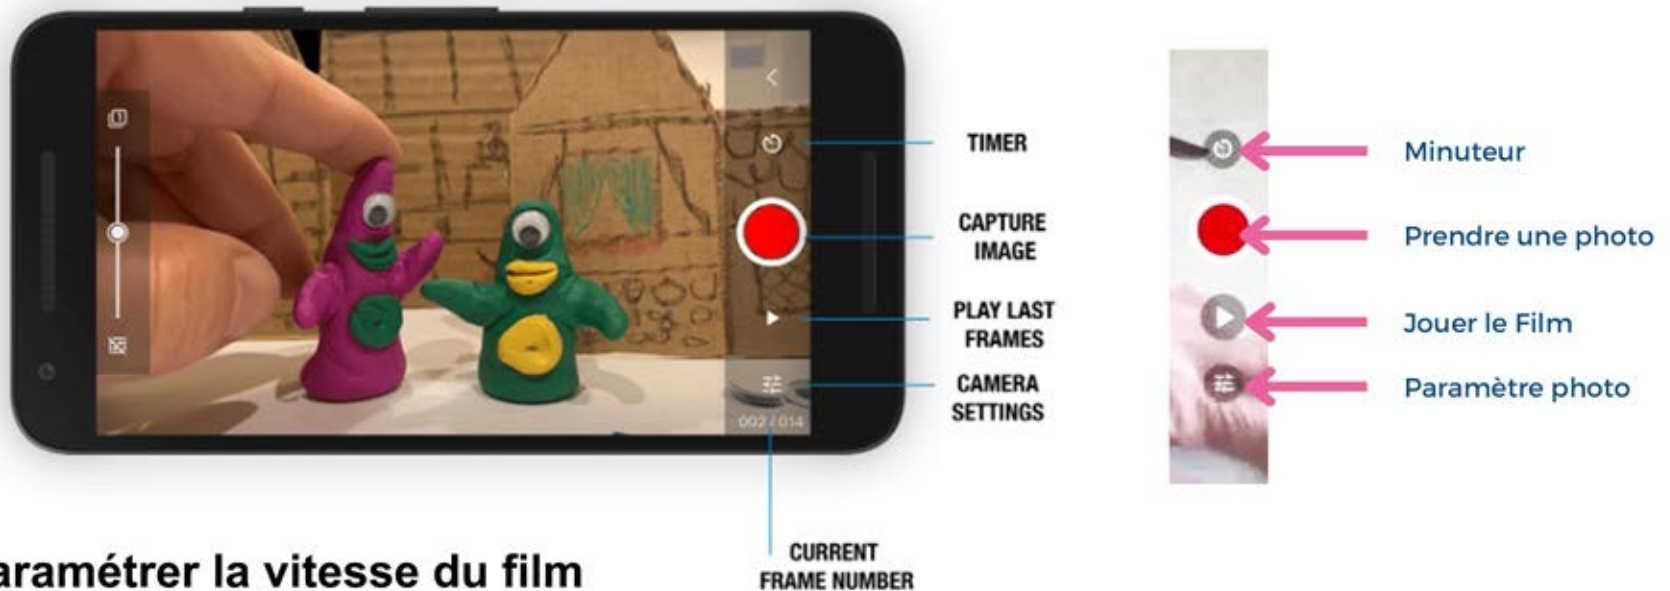 TIMER
CAPTURE
IMAGE
PLAY LAST
FRAMES
CAMERA
SETTINGS
002 / 014
CURRENT
FRAME NUMBER
Minuteur
Prendre une photo
Jouer le Film
Paramètre photo
aramétrer la vitesse du film